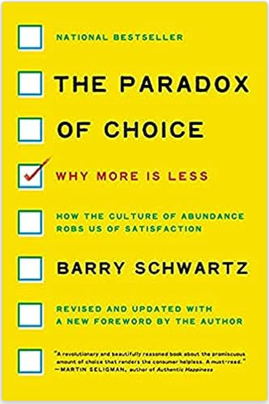 NATIONAL BESTSELLER
THE PARADOX
OF CHOICE
WHY MORE IS LESS
HOW THE CULTURE OF ABUNDANCE
ROBS US OF SATISFACTION
BARRY SCHWARTZ
REVISED AND UPDATED WITH
A NEW FOREWORD BY THE AUTHOR
"A revolutionary and beautifully reasoned book about the promiscuous
amount of choice that renders the consumer helpless. A must-read."
—MARTIN SELIGMAN, author of Authentic Happiness